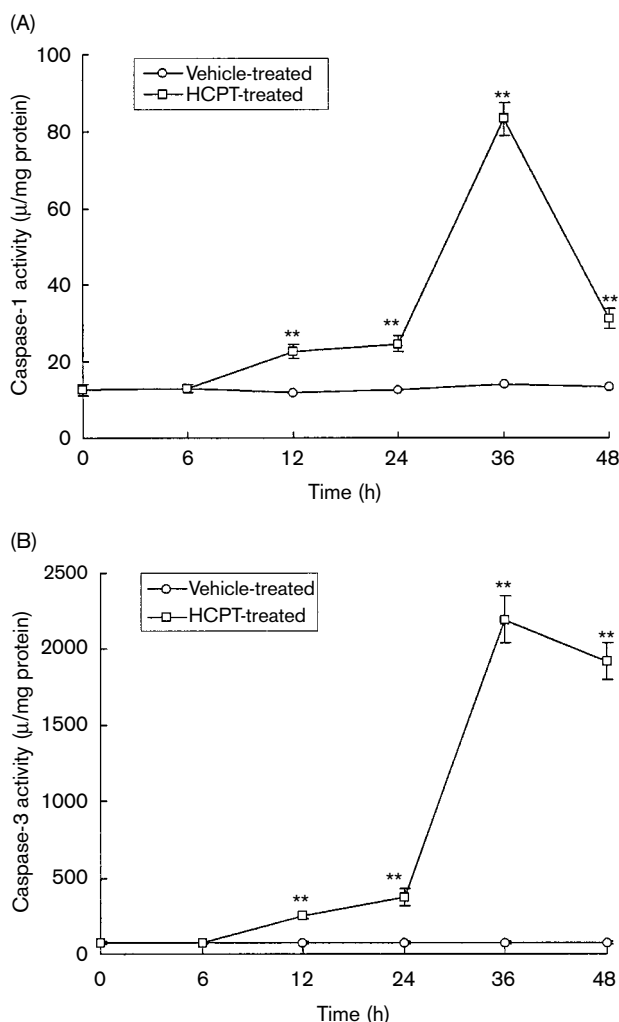 (A)
100
80
60
40
20
0
Caspase-1 activity (μ/mg protein)
Vehicle-treated
HCPT-treated
**
**
**
**
0 6 12 24 36 48
Time (h)
(B)
2500
2000
1500
1000
500
0
Caspase-3 activity (μ/mg protein)
Vehicle-treated
HCPT-treated
**
**
**
**
0 6 12 24 36 48
Time (h)